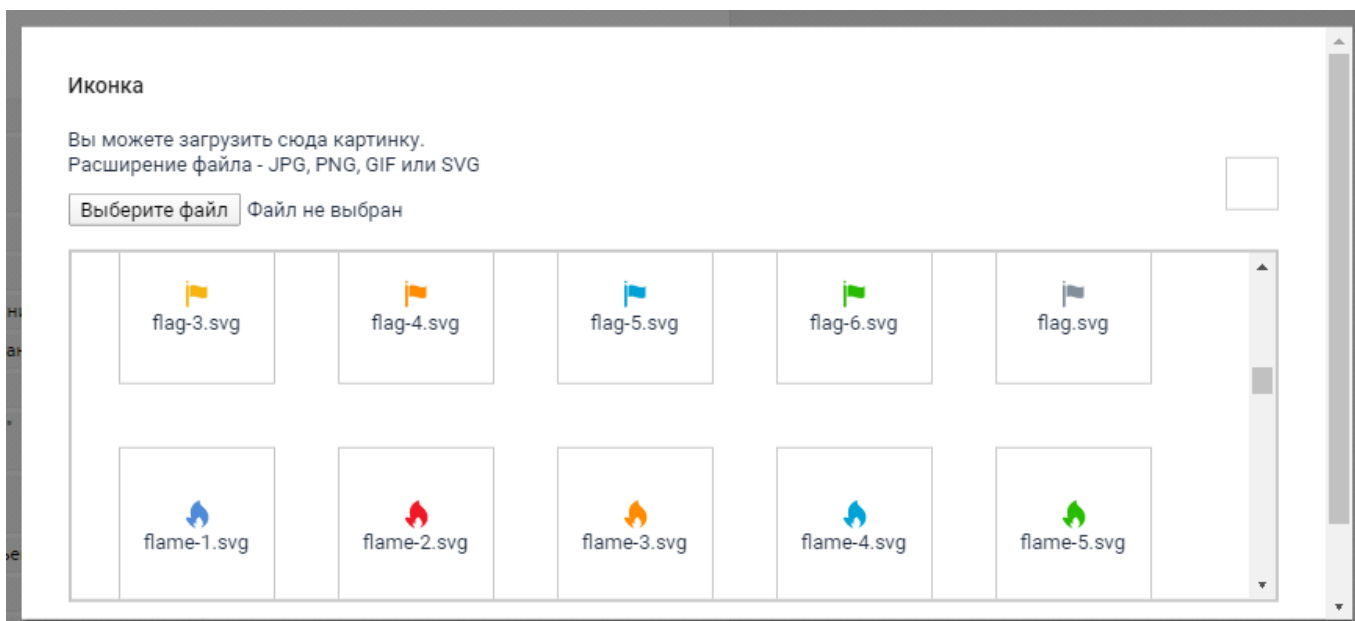 Иконка
Вы можете загрузить сюда картинку.
Расширение файла - JPG, PNG, GIF или SVG
Выберите файл Файл не выбран
flag-3.svg flag-4.svg flag-5.svg flag-6.svg flag.svg
flame-1.svg flame-2.svg flame-3.svg flame-4.svg flame-5.svg